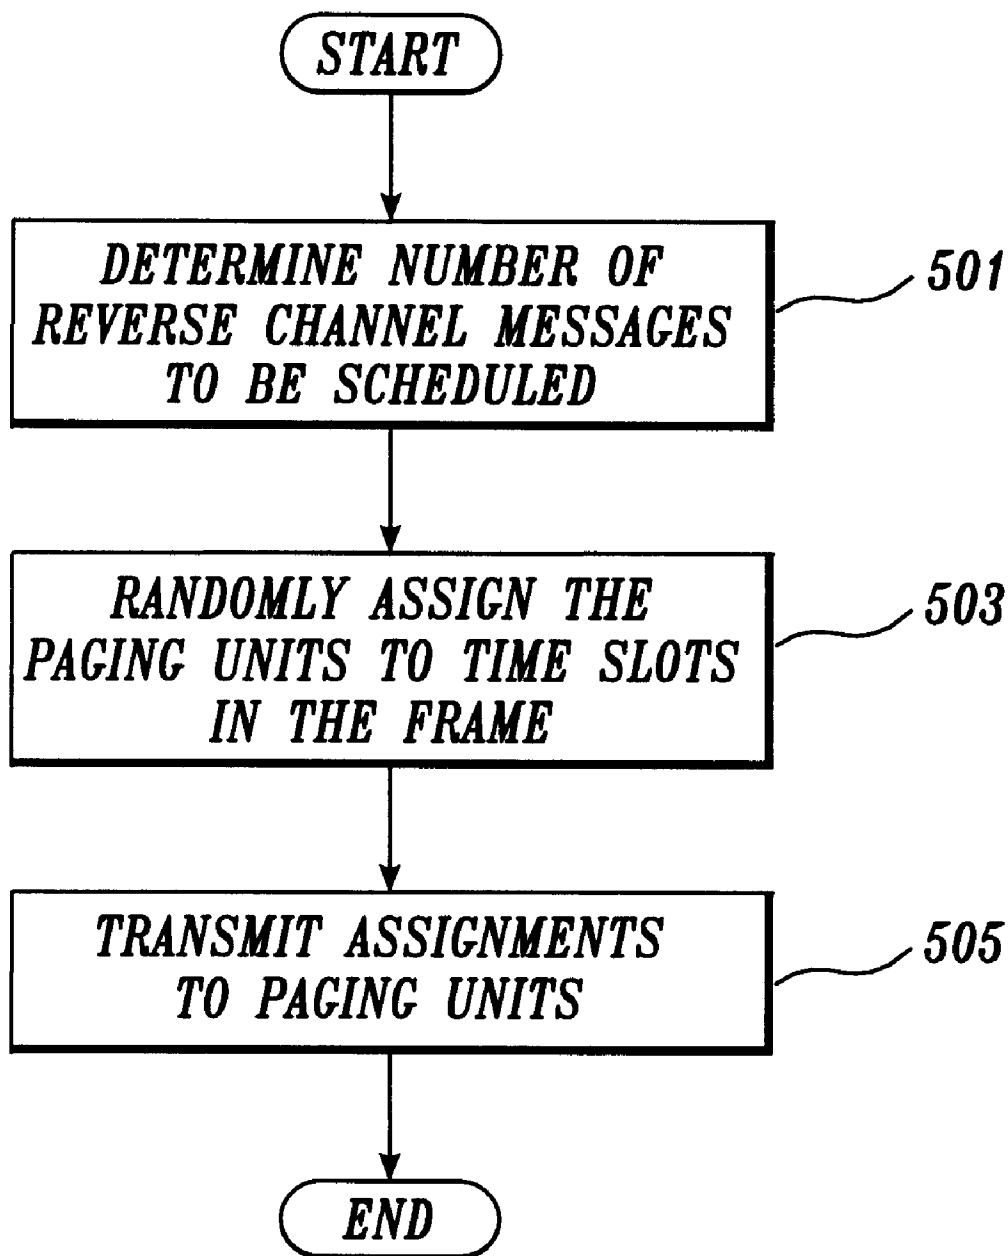 START
DETERMINE NUMBER OF
REVERSE CHANNEL MESSAGES
TO BE SCHEDULED
501
RANDOMLY ASSIGN THE
PAGING UNITS TO TIME SLOTS
IN THE FRAME
503
TRANSMIT ASSIGNMENTS
TO PAGING UNITS
505
END